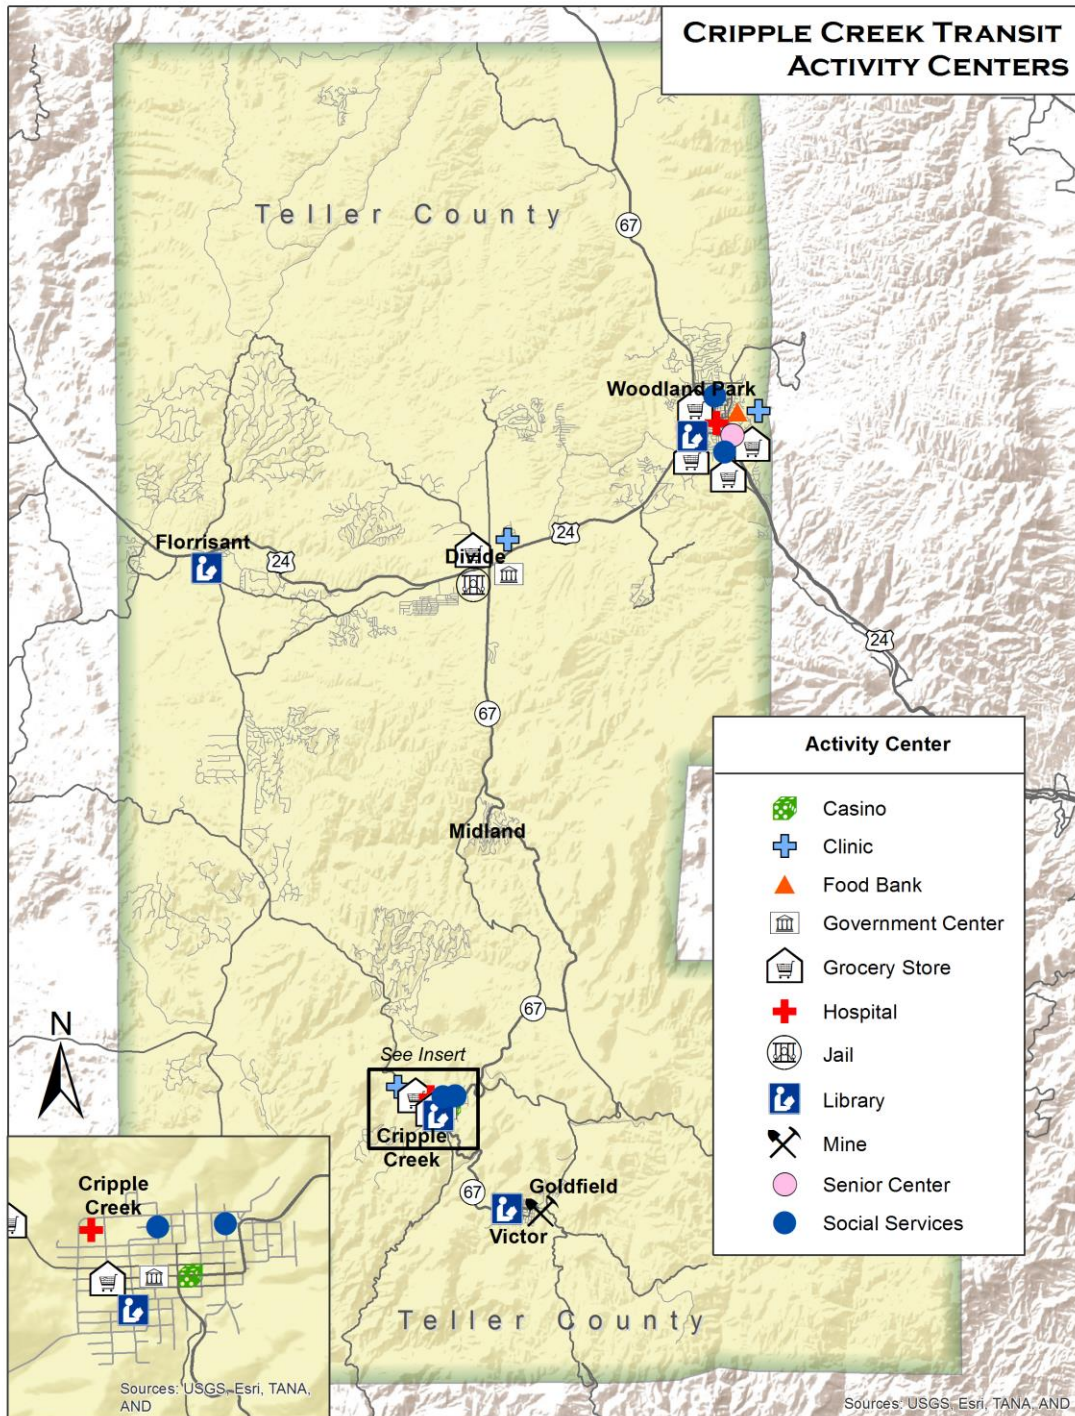 CRIPPLE CREEK TRANSIT
ACTIVITY CENTERS
Teller County
67
Woodland Park
24
Florrisant
24
Divide
24
67
Midland
Activity Center
Casino
Clinic
Food Bank
Government Center
Grocery Store
Hospital
Jail
Library
Mine
Senior Center
Social Services
67
N
See Insert
Cripple
Creek
67
Goldfield
Victor
Teller County
Cripple
Creek
Sources: USGS, Esri, TANA,
AND
Sources: USGS, Esri, TANA, AND